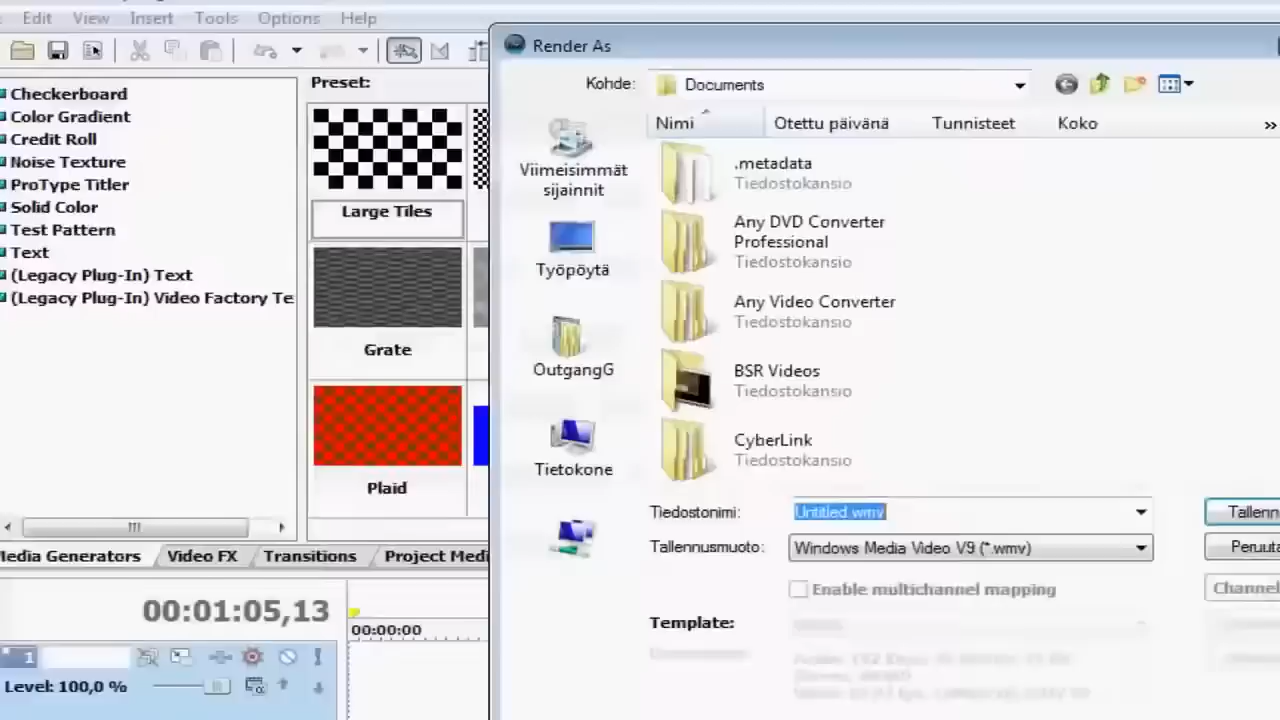 Edit View Insert Tools Options Help
Render As
Kohde: Documents
Nimi Otettu päivänä Tunnisteet Koko »
Preset:
Checkerboard
Color Gradient
Credit Roll
Noise Texture
ProType Titler
Solid Color
Test Pattern
Text
(Legacy Plug-In) Text
(Legacy Plug-In) Video Factory Te
Large Tiles
Grate
Plaid
Viimeisimmät
sijainnit
Työpöytä
OutgangG
Tietokone
.metadata
Tiedostokansio
Any DVD Converter
Professional
Tiedostokansio
Any Video Converter
Tiedostokansio
BSR Videos
Tiedostokansio
CyberLink
Tiedostokansio
Tiedostonimi: Untitled.wmv Tallenn
Tallennusmuoto: Windows Media Video V9 (*.wmv) Peruuta
Enable multichannel mapping Channel
Template:
Media Generators Video FX Transitions Project Medi
00:01:05,13
00:00:00
1
Level: 100,0 %